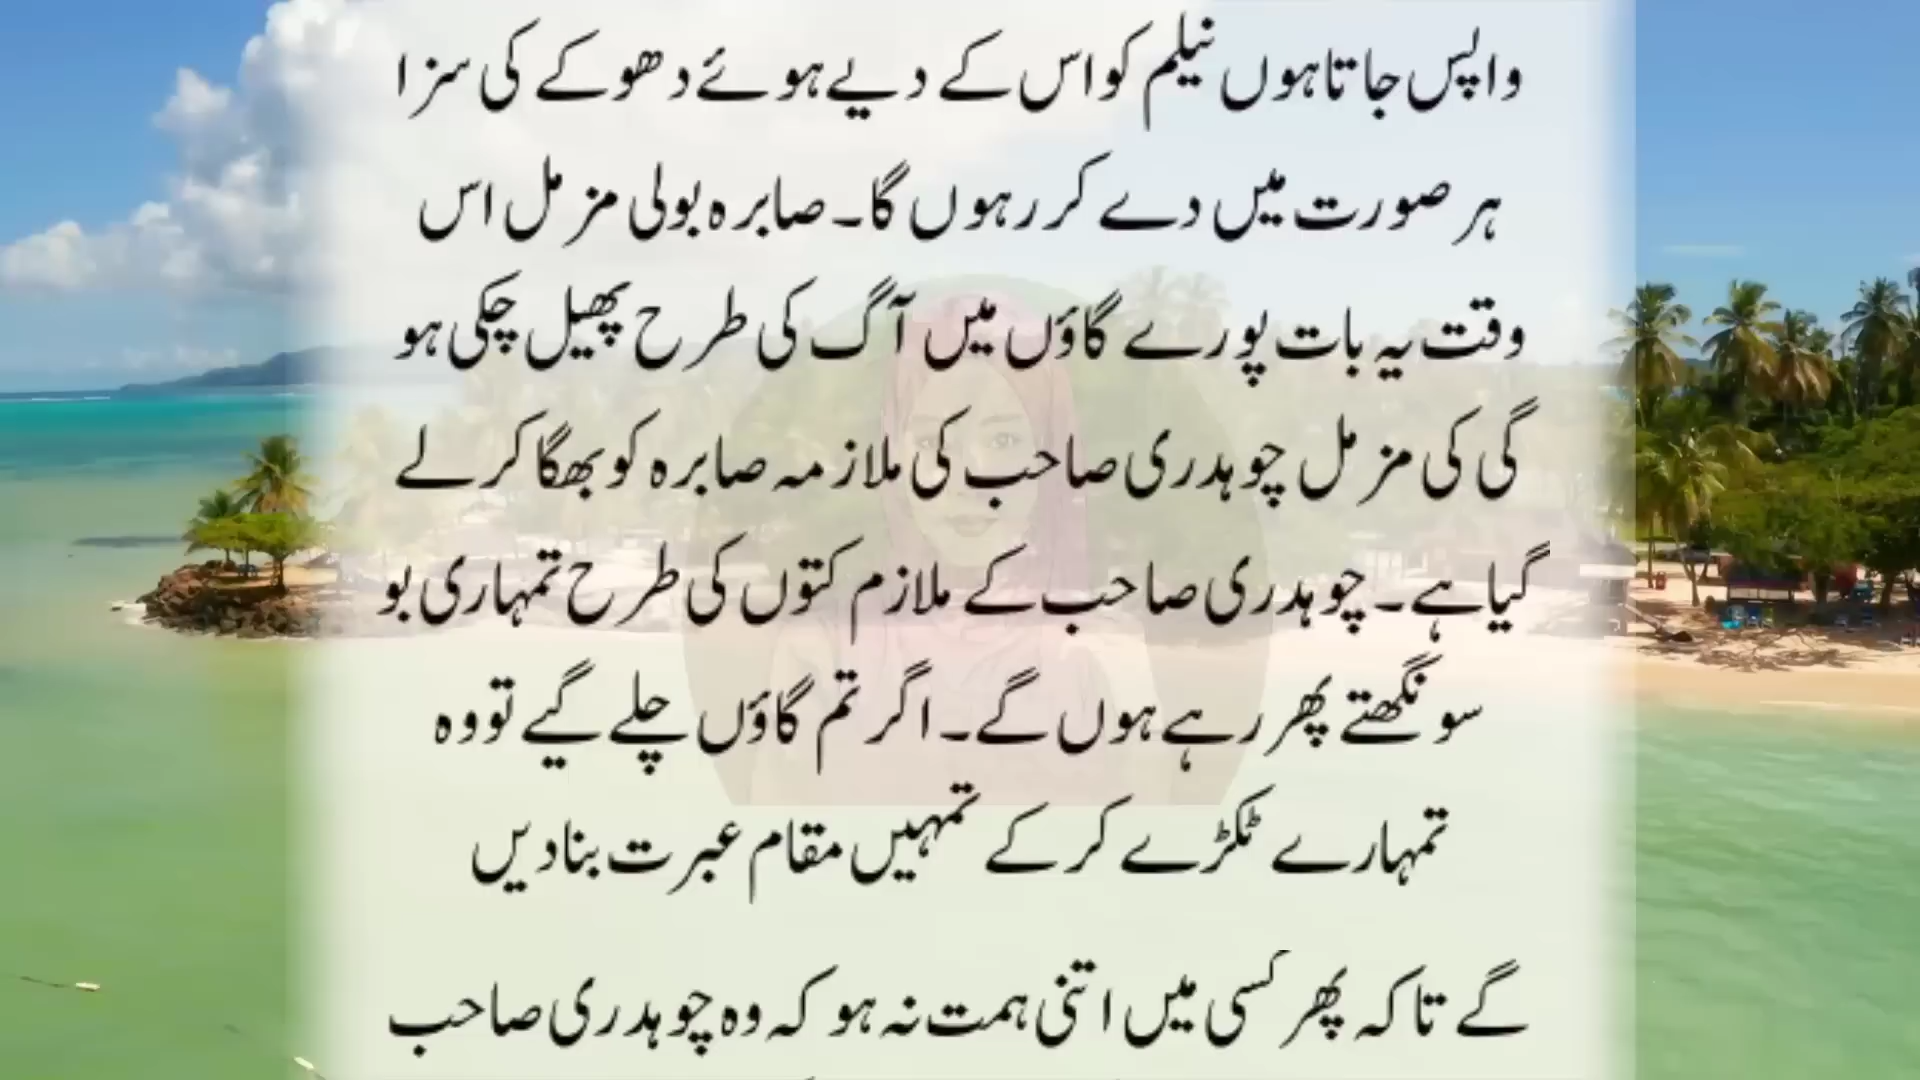 واپس جاتا ہوں نیلم کو اس کے دیے ہوئے دھوکے کی سزا
ہر صورت میں دے کر رہوں گا۔ صابرہ بولی مزمل اس
وقت یہ بات پورے گاؤں میں آگ کی طرح پھیل چکی ہو
گی کی مزمل چوہدری صاحب کی ملازمہ صابرہ کو بھگا کر لے
گیا ہے۔ چوہدری صاحب کے ملازم کتوں کی طرح تمہاری بو
سونگھتے پھر رہے ہوں گے۔ اگر تم گاؤں چلے گیے تو وہ
تمہارے ٹکڑے کر کے تمہیں مقام عبرت بنا دیں
گے تاکہ پھر کسی میں اتنی ہمت نہ ہو کہ وہ چوہدری صاحب